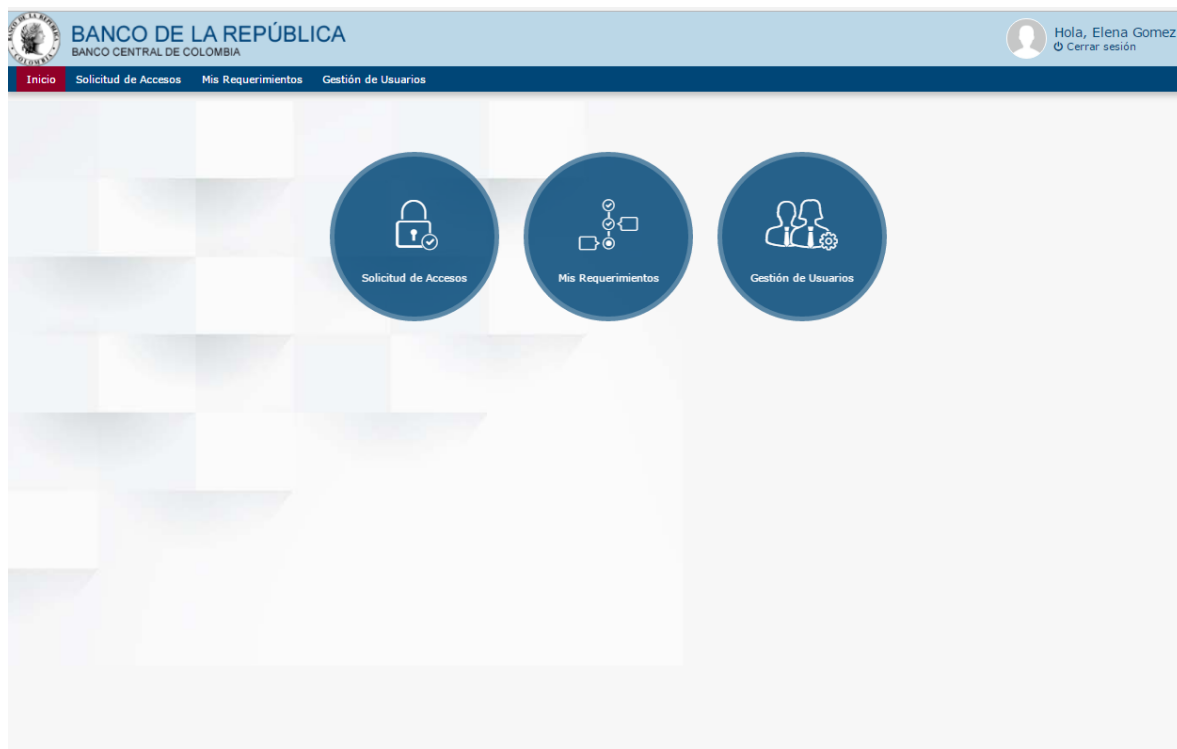 BANCO DE LA REPÚBLICA
BANCO CENTRAL DE COLOMBIA
Hola, Elena Gomez
Cerrar sesión
Inicio Solicitud de Accesos Mis Requerimientos Gestión de Usuarios
Solicitud de Accesos Mis Requerimientos Gestión de Usuarios